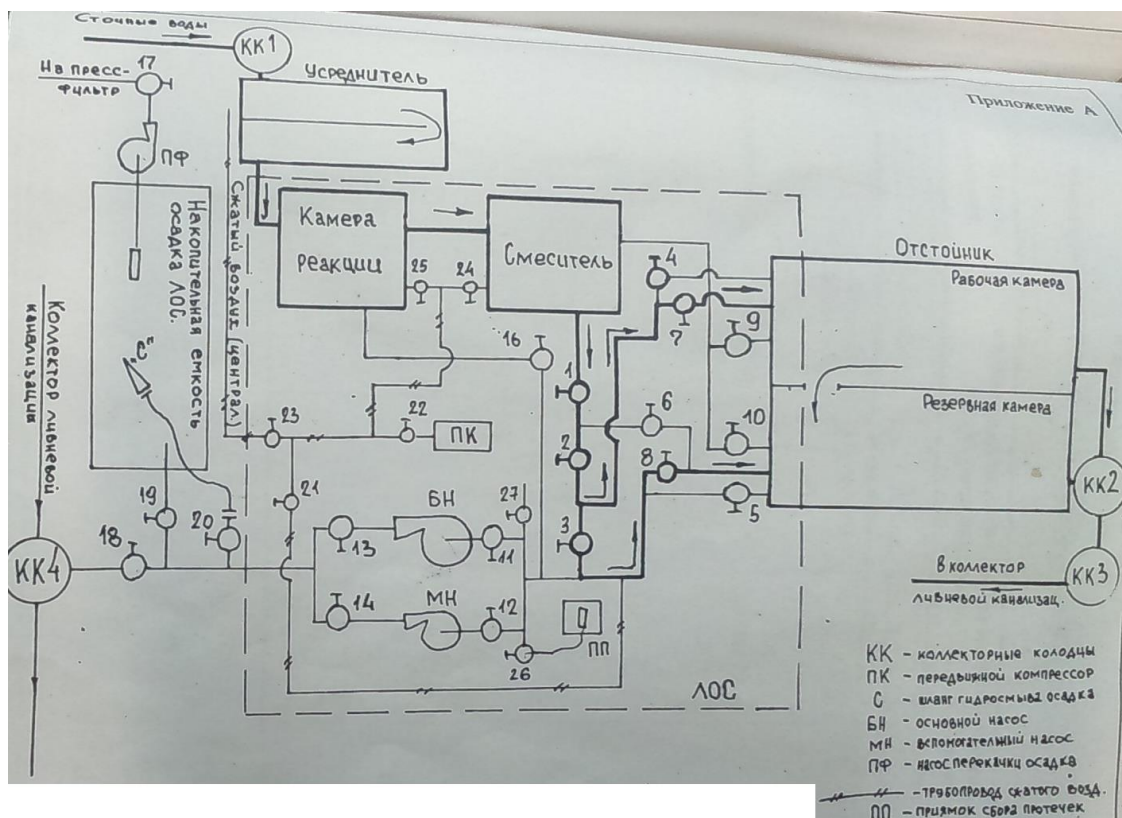 Сточные воды
КК1
17
На пресс-
фильтр
Усреднитель
Приложение А
ПФ
Накопительная емкость
осадка ЛОС.
Сжатый воздух (централ)
Камера
реакции
Смеситель
25
24
4
7
Отстойник
Рабочая камера
9
Резервная камера
Коллектор ливневой
канализации
"С"
16
1
6
10
23
22
ПК
2
8
5
КК2
19
20
21
БН
27
3
18
13
11
КК4
КК3
В коллектор
ливневой канализац.
14
МН
12
26
ПП
ЛОС
КК - коллекторные колодцы
ПК - передвижной компрессор
С - шланг гидросмыва осадка
БН - основной насос
МН - вспомогательный насос
ПФ - насос перекачки осадка
- трубопровод сжатого возд.
ПП - приямок сбора протечек